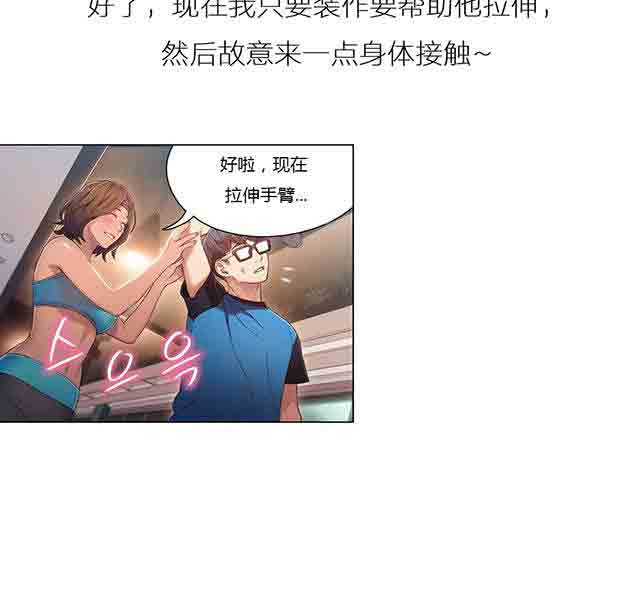 好了，现在我只要装作要帮助他拉伸，
然后故意来一点身体接触~
好啦，现在
拉伸手臂...
스으윽